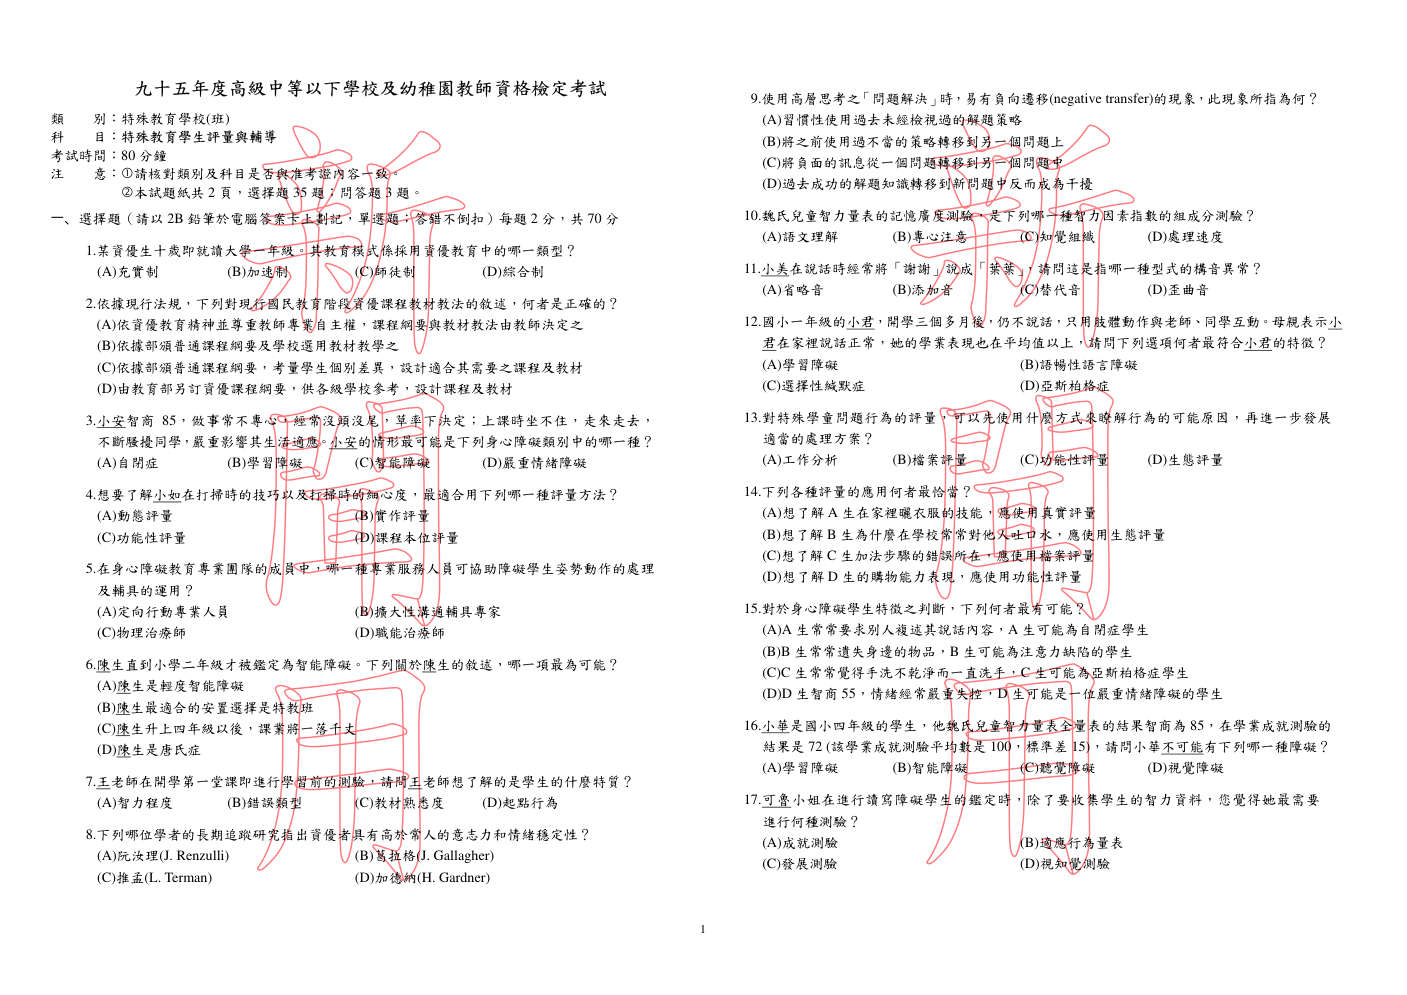 九十五年度高級中等以下學校及幼稚園教師資格檢定考試
類　　別：特殊教育學校(班)
科　　目：特殊教育學生評量與輔導
考試時間：80 分鐘
注　　意：①請核對類別及科目是否與准考證內容一致。
②本試題紙共 2 頁，選擇題 35 題；問答題 3 題。
一、選擇題（請以 2B 鉛筆於電腦答案卡上劃記，單選題；答錯不倒扣）每題 2 分，共 70 分
1.某資優生十歲即就讀大學一年級。其教育模式係採用資優教育中的哪一類型？
(A)充實制 (B)加速制 (C)師徒制 (D)綜合制
2.依據現行法規，下列對現行國民教育階段資優課程教材教法的敘述，何者是正確的？
(A)依資優教育精神並尊重教師專業自主權，課程綱要與教材教法由教師決定之
(B)依據部頒普通課程綱要及學校選用教材教學之
(C)依據部頒普通課程綱要，考量學生個別差異，設計適合其需要之課程及教材
(D)由教育部另訂資優課程綱要，供各級學校參考，設計課程及教材
3.小安智商 85，做事常不專心，經常沒頭沒尾，草率下決定；上課時坐不住，走來走去，
不斷騷擾同學，嚴重影響其生活適應。小安的情形最可能是下列身心障礙類別中的哪一種？
(A)自閉症 (B)學習障礙 (C)智能障礙 (D)嚴重情緒障礙
4.想要了解小如在打掃時的技巧以及打掃時的細心度，最適合用下列哪一種評量方法？
(A)動態評量 (B)實作評量
(C)功能性評量 (D)課程本位評量
5.在身心障礙教育專業團隊的成員中，哪一種專業服務人員可協助障礙學生姿勢動作的處理
及輔具的運用？
(A)定向行動專業人員 (B)擴大性溝通輔具專家
(C)物理治療師 (D)職能治療師
6.陳生直到小學二年級才被鑑定為智能障礙。下列關於陳生的敘述，哪一項最為可能？
(A)陳生是輕度智能障礙
(B)陳生最適合的安置選擇是特教班
(C)陳生升上四年級以後，課業將一落千丈
(D)陳生是唐氏症
7.王老師在開學第一堂課即進行學習前的測驗，請問王老師想了解的是學生的什麼特質？
(A)智力程度 (B)錯誤類型 (C)教材熟悉度 (D)起點行為
8.下列哪位學者的長期追蹤研究指出資優者具有高於常人的意志力和情緒穩定性？
(A)阮汝理(J. Renzulli) (B)葛拉格(J. Gallagher)
(C)推孟(L. Terman) (D)加德納(H. Gardner)
9.使用高層思考之「問題解決」時，易有負向遷移(negative transfer)的現象，此現象所指為何？
(A)習慣性使用過去未經檢視過的解題策略
(B)將之前使用過不當的策略轉移到另一個問題上
(C)將負面的訊息從一個問題轉移到另一個問題中
(D)過去成功的解題知識轉移到新問題中反而成為干擾
10.魏氏兒童智力量表的記憶廣度測驗，是下列哪一種智力因素指數的組成分測驗？
(A)語文理解 (B)專心注意 (C)知覺組織 (D)處理速度
11.小美在說話時經常將「謝謝」說成「葉葉」，請問這是指哪一種型式的構音異常？
(A)省略音 (B)添加音 (C)替代音 (D)歪曲音
12.國小一年級的小君，開學三個多月後，仍不說話，只用肢體動作與老師、同學互動。母親表示小
君在家裡說話正常，她的學業表現也在平均值以上，請問下列選項何者最符合小君的特徵？
(A)學習障礙 (B)語暢性語言障礙
(C)選擇性緘默症 (D)亞斯柏格症
13.對特殊學童問題行為的評量，可以先使用什麼方式來瞭解行為的可能原因，再進一步發展
適當的處理方案？
(A)工作分析 (B)檔案評量 (C)功能性評量 (D)生態評量
14.下列各種評量的應用何者最恰當？
(A)想了解 A 生在家裡曬衣服的技能，應使用真實評量
(B)想了解 B 生為什麼在學校常常對他人吐口水，應使用生態評量
(C)想了解 C 生加法步驟的錯誤所在，應使用檔案評量
(D)想了解 D 生的購物能力表現，應使用功能性評量
15.對於身心障礙學生特徵之判斷，下列何者最有可能？
(A)A 生常常要求別人複述其說話內容，A 生可能為自閉症學生
(B)B 生常常遺失身邊的物品，B 生可能為注意力缺陷的學生
(C)C 生常常覺得手洗不乾淨而一直洗手，C 生可能為亞斯柏格症學生
(D)D 生智商 55，情緒經常嚴重失控，D 生可能是一位嚴重情緒障礙的學生
16.小華是國小四年級的學生，他魏氏兒童智力量表全量表的結果智商為 85，在學業成就測驗的
結果是 72 (該學業成就測驗平均數是 100，標準差 15)，請問小華不可能有下列哪一種障礙？
(A)學習障礙 (B)智能障礙 (C)聽覺障礙 (D)視覺障礙
17.可魯小姐在進行讀寫障礙學生的鑑定時，除了要收集學生的智力資料，您覺得她最需要
進行何種測驗？
(A)成就測驗 (B)適應行為量表
(C)發展測驗 (D)視知覺測驗
1
新聞用
新聞用